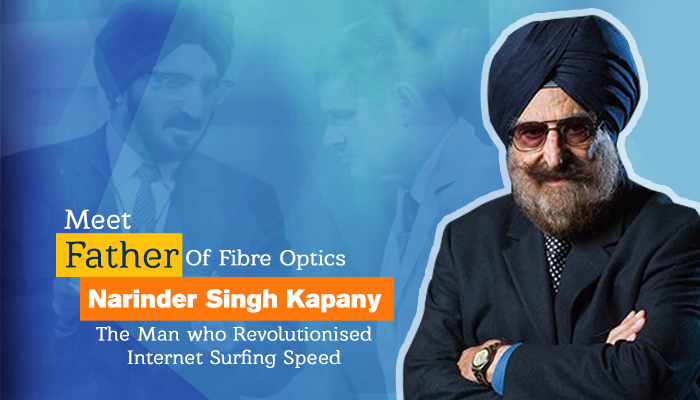 Meet
Father Of Fibre Optics
Narinder Singh Kapany
The Man who Revolutionised
Internet Surfing Speed